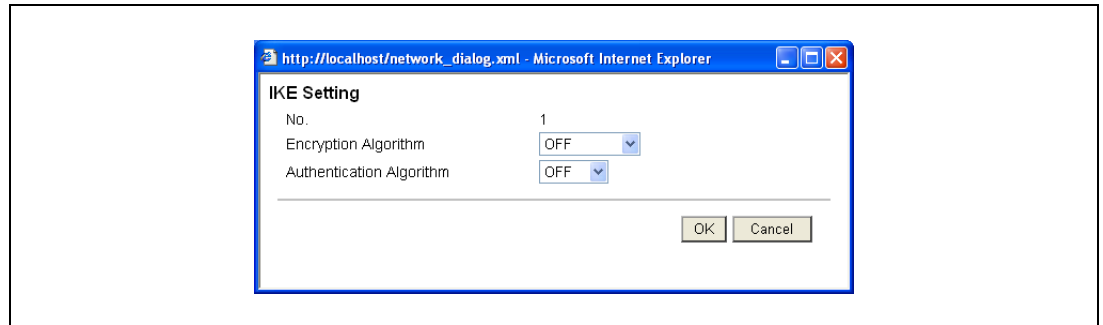 http://localhost/network_dialog.xml - Microsoft Internet Explorer
IKE Setting
No. 1
Encryption Algorithm OFF
Authentication Algorithm OFF
OK Cancel